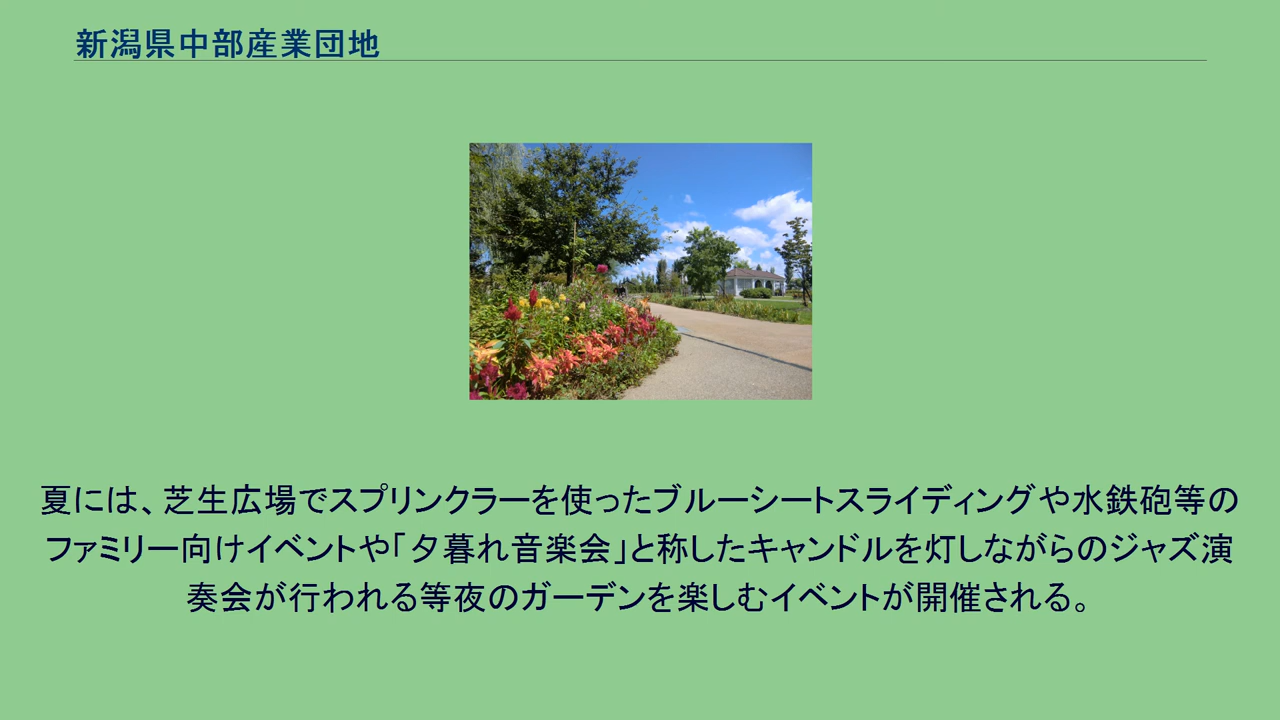 新潟県中部産業団地
夏には、芝生広場でスプリンクラーを使ったブルーシートスライディングや水鉄砲等の
ファミリー向けイベントや「夕暮れ音楽会」と称したキャンドルを灯しながらのジャズ演
奏会が行われる等夜のガーデンを楽しむイベントが開催される。